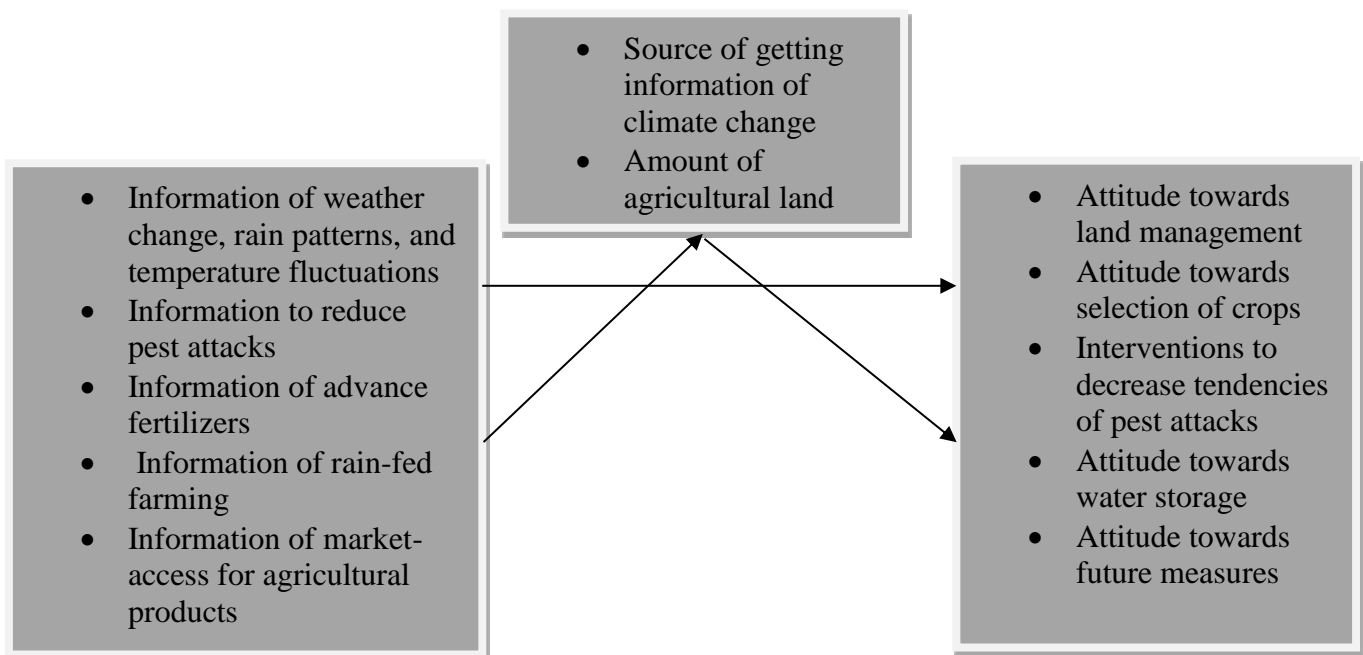 • Source of getting
information of
climate change
• Amount of
agricultural land
• Information of weather
change, rain patterns, and
temperature fluctuations
• Information to reduce
pest attacks
• Information of advance
fertilizers
• Information of rain-fed
farming
• Information of market-
access for agricultural
products
• Attitude towards
land management
• Attitude towards
selection of crops
• Interventions to
decrease tendencies
of pest attacks
• Attitude towards
water storage
• Attitude towards
future measures